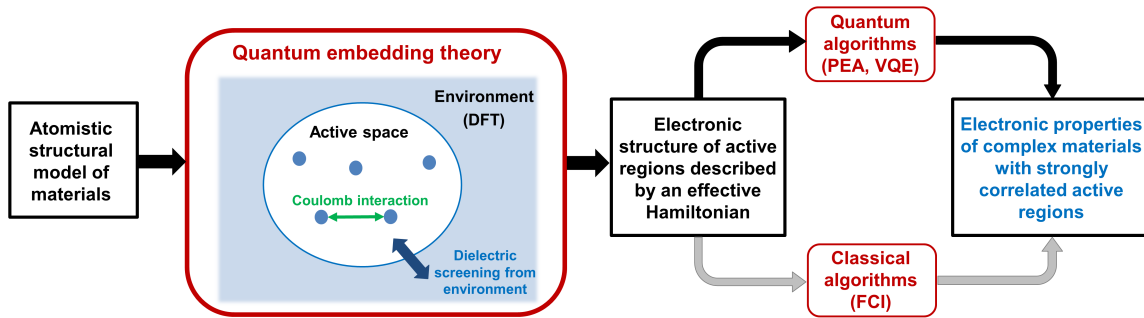 Atomistic
structural
model of
materials
Quantum embedding theory
Environment
(DFT)
Active space
Coulomb interaction
Dielectric
screening from
environment
Electronic
structure of active
regions described
by an effective
Hamiltonian
Quantum
algorithms
(PEA, VQE)
Classical
algorithms
(FCI)
Electronic properties
of complex materials
with strongly
correlated active
regions